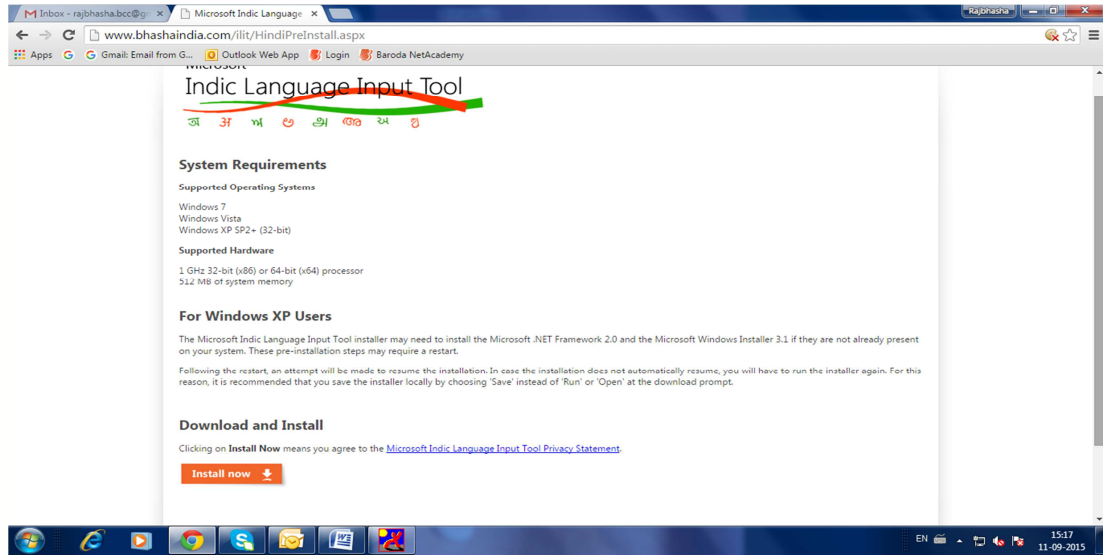 M Inbox - rajbhasha.bcc@gm
Microsoft Indic Language
Rajbhasha
www.bhashaindia.com/ilit/HindiPreInstall.aspx
Apps G G Gmail: Email from G... Outlook Web App Login Baroda NetAcademy
Microsoft
Indic Language Input Tool
অ अ ਅ అ அ ത്ര અ
System Requirements
Supported Operating Systems
Windows 7
Windows Vista
Windows XP SP2+ (32-bit)
Supported Hardware
1 GHz 32-bit (x86) or 64-bit (x64) processor
512 MB of system memory
For Windows XP Users
The Microsoft Indic Language Input Tool installer may need to install the Microsoft .NET Framework 2.0 and the Microsoft Windows Installer 3.1 if they are not already present
on your system. These pre-installation steps may require a restart.
Following the restart, an attempt will be made to resume the installation. In case the installation does not automatically resume, you will have to run the installer again. For this
reason, it is recommended that you save the installer locally by choosing 'Save' instead of 'Run' or 'Open' at the download prompt.
Download and Install
Clicking on Install Now means you agree to the Microsoft Indic Language Input Tool Privacy Statement.
Install now
EN
15:17
11-09-2015